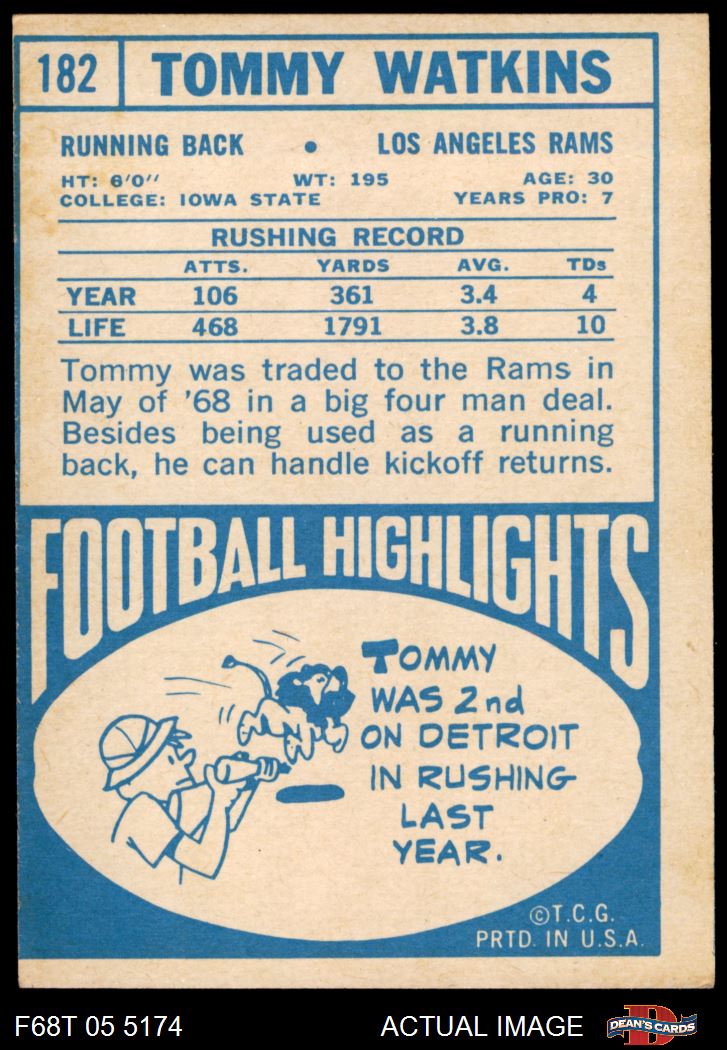 182 TOMMY WATKINS
RUNNING BACK • LOS ANGELES RAMS
HT: 6'0" WT: 195 AGE: 30
COLLEGE: IOWA STATE YEARS PRO: 7
RUSHING RECORD
ATTS. YARDS AVG. TDs
YEAR 106 361 3.4 4
LIFE 468 1791 3.8 10
Tommy was traded to the Rams in
May of '68 in a big four man deal.
Besides being used as a running
back, he can handle kickoff returns.
FOOTBALL HIGHLIGHTS
TOMMY
WAS 2nd
ON DETROIT
IN RUSHING
LAST
YEAR.
©T.C.G.
PRTD. IN U.S.A.
F68T 05 5174 ACTUAL IMAGE D DEAN'S CARDS